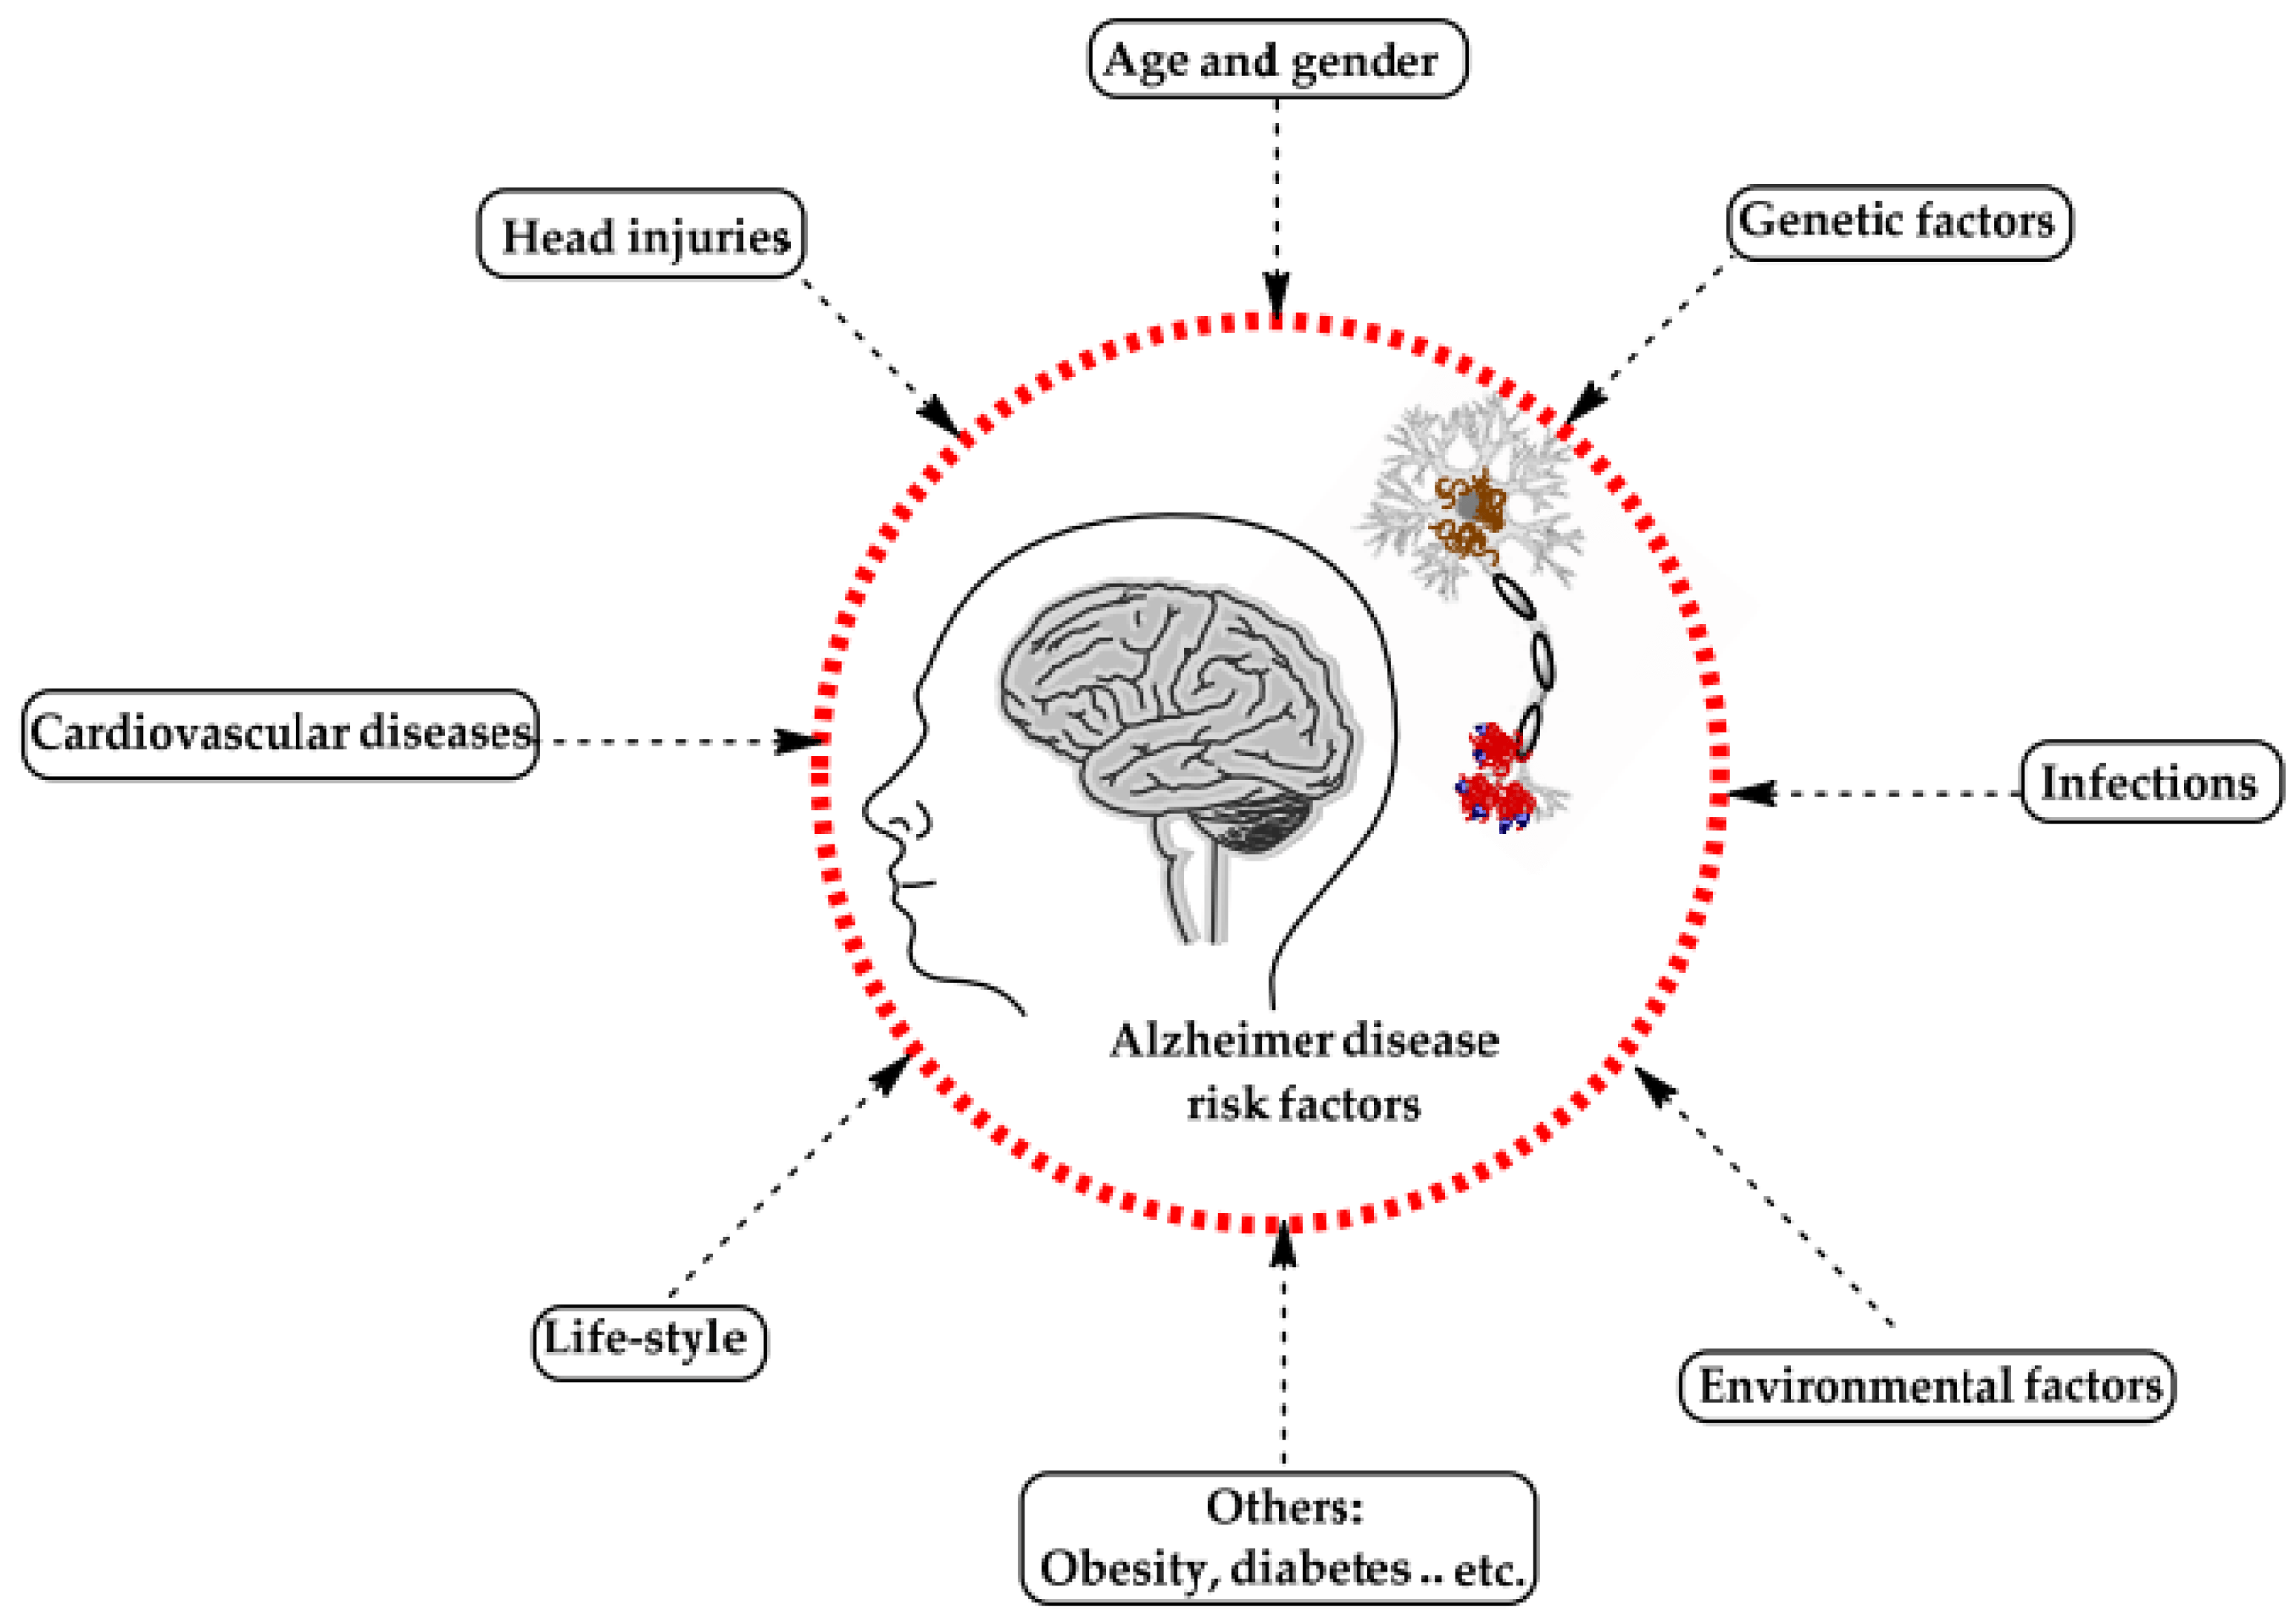 Age and gender
Head injuries
Genetic factors
Cardiovascular diseases
Infections
Alzheimer disease
risk factors
Life-style
Environmental factors
Others:
Obesity, diabetes .. etc.